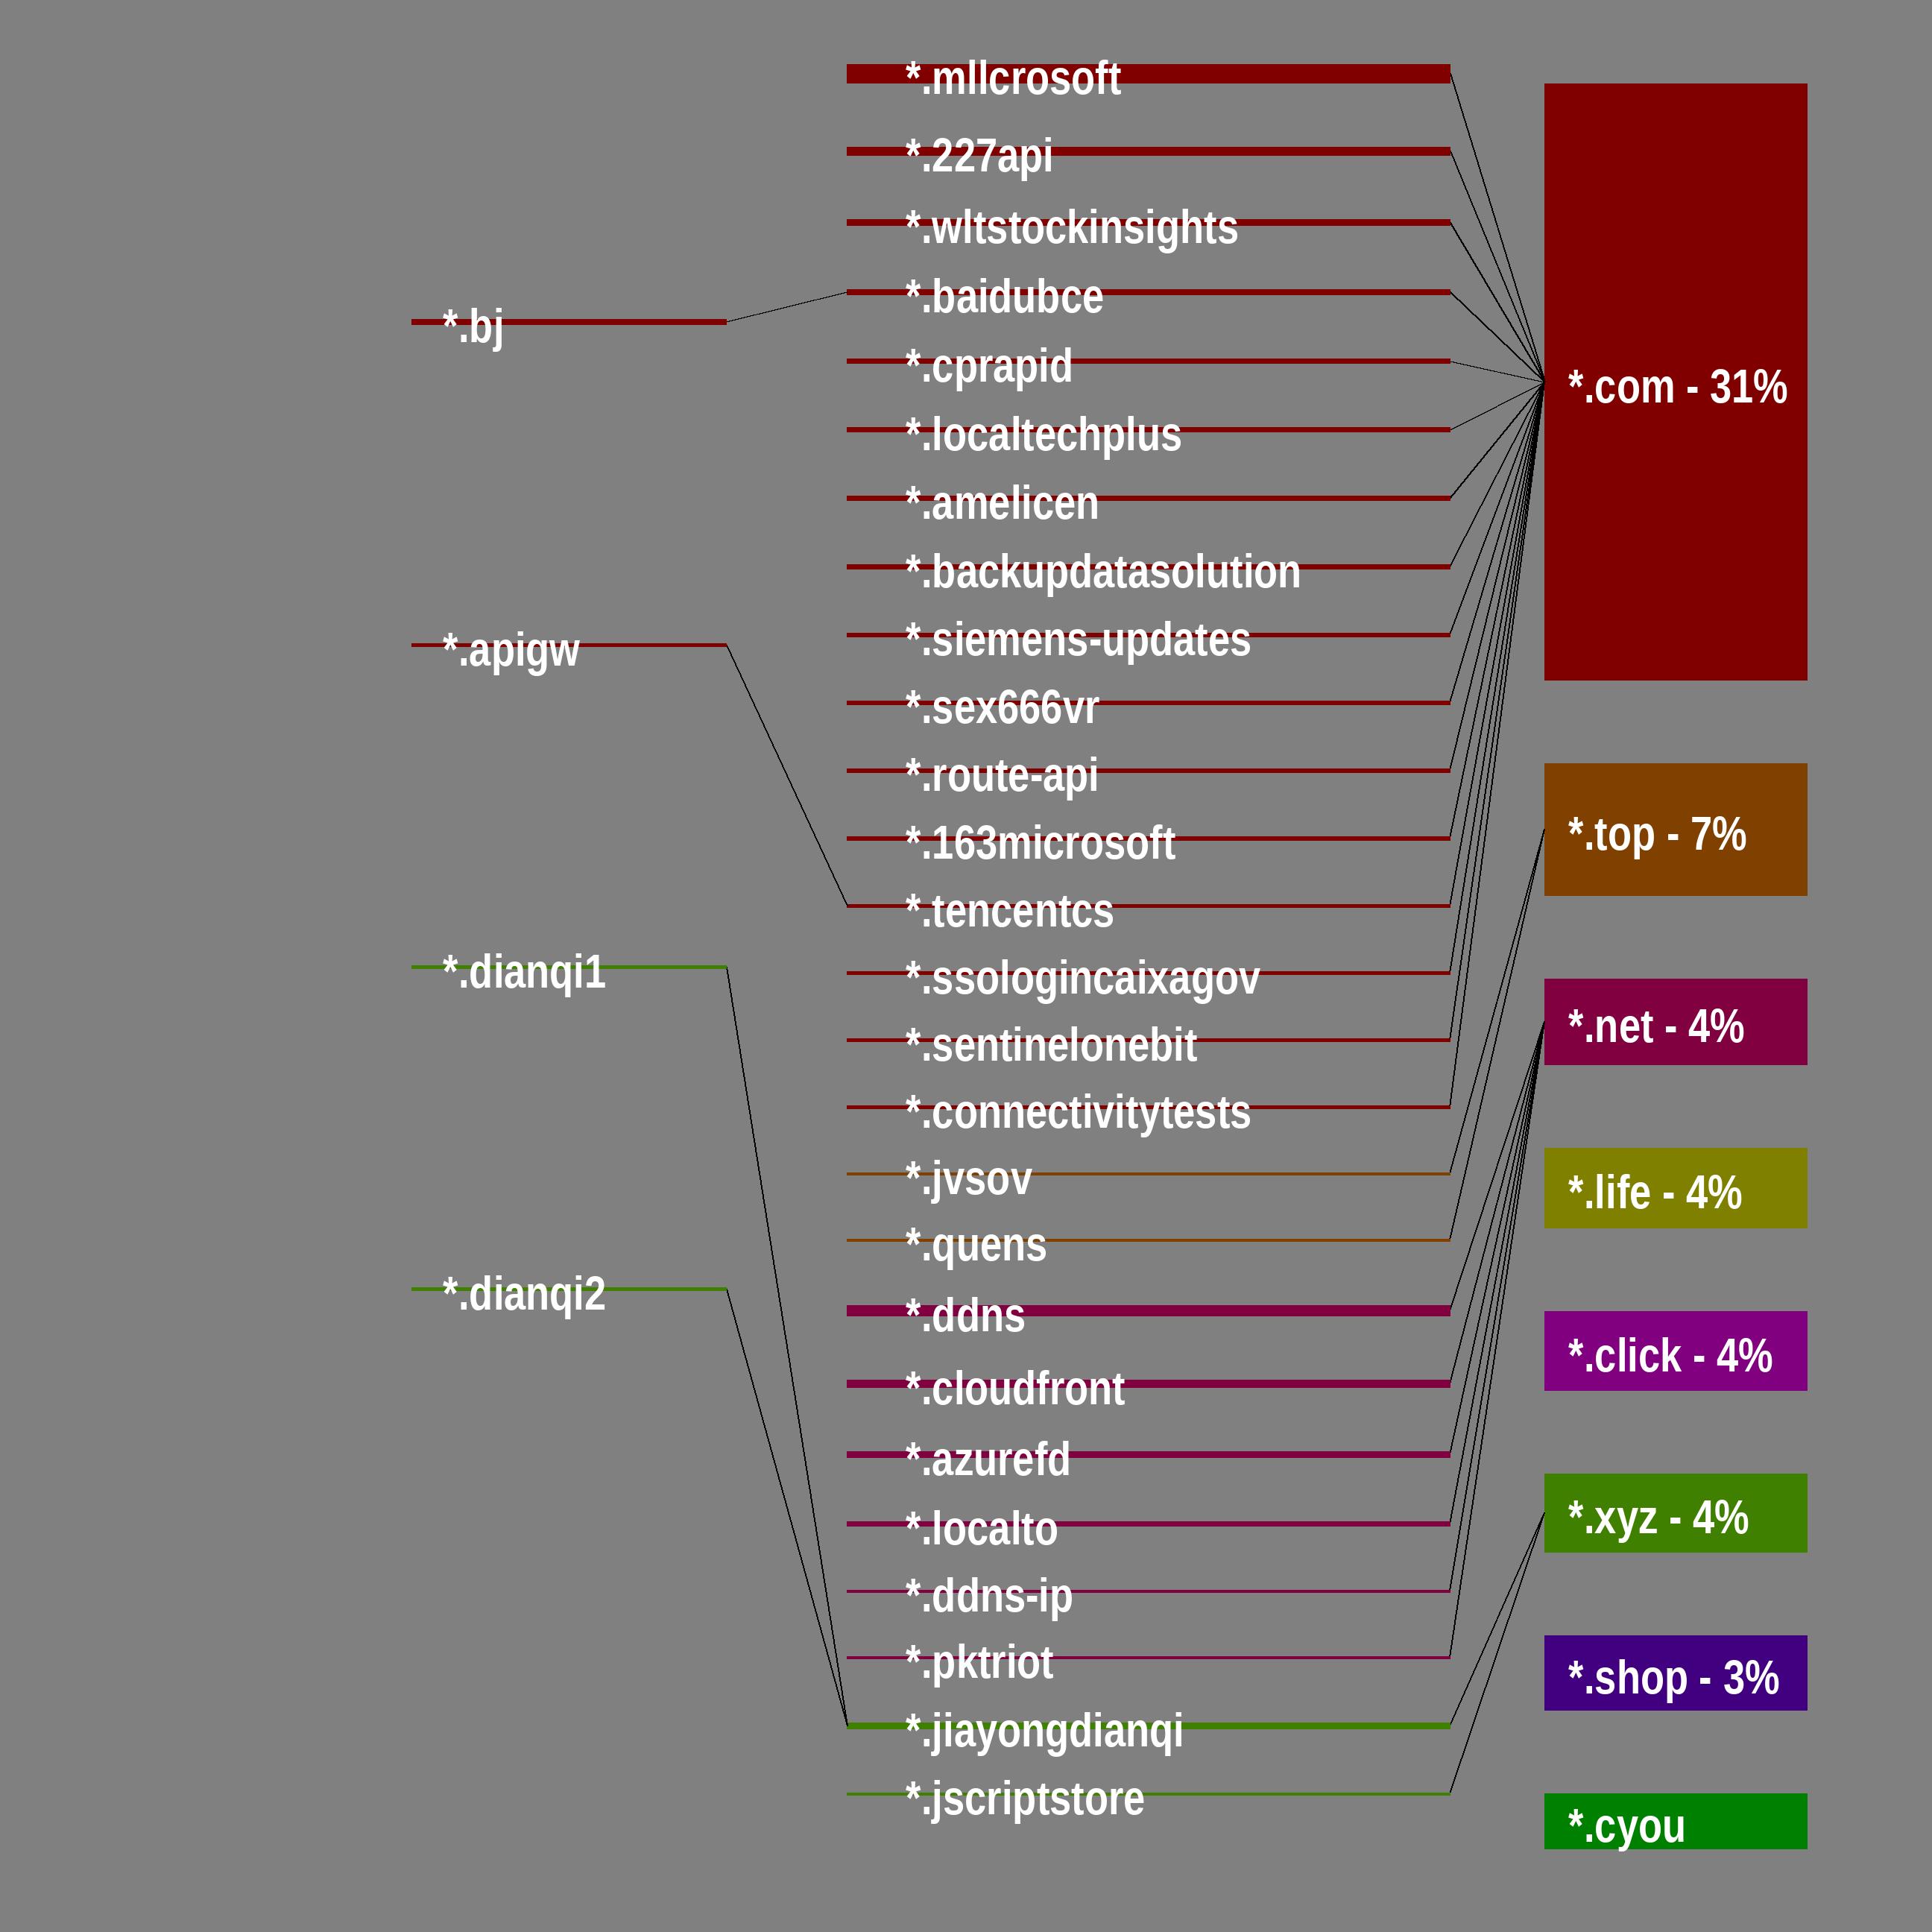 *.bj
*.apigw
*.dianqi1
*.dianqi2
*.mllcrosoft
*.227api
*.wltstockinsights
*.baidubce
*.cprapid
*.localtechplus
*.amelicen
*.backupdatasolution
*.siemens-updates
*.sex666vr
*.route-api
*.163microsoft
*.tencentcs
*.ssologincaixagov
*.sentinelonebit
*.connectivitytests
*.jvsov
*.quens
*.ddns
*.cloudfront
*.azurefd
*.localto
*.ddns-ip
*.pktriot
*.jiayongdianqi
*.jscriptstore
*.com - 31%
*.top - 7%
*.net - 4%
*.life - 4%
*.click - 4%
*.xyz - 4%
*.shop - 3%
*.cyou